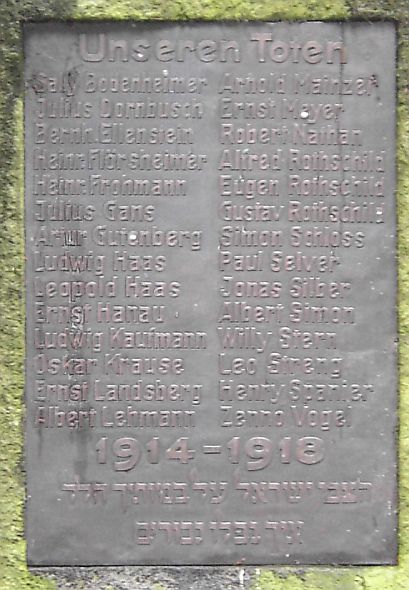 Unseren Toten
Saly Bodenheimer
Julius Dornbusch
Bernh. Ellenstein
Heinr. Flörsheimer
Heinr. Frohmann
Julius Gans
Artur Gutenberg
Ludwig Haas
Leopold Haas
Ernst Hanau
Ludwig Kaufmann
Oskar Krause
Ernst Landsberg
Albert Lehmann
Arnold Mainzer
Ernst Meyer
Robert Nathan
Alfred Rothschild
Eugen Rothschild
Gustav Rothschild
Simon Schloss
Paul Selver
Jonas Silber
Albert Simon
Willy Stern
Leo Streng
Henry Spanier
Zenno Vogel
1914-1918
הצבי ישראל על במותיך חלל
איך נפלו גבורים